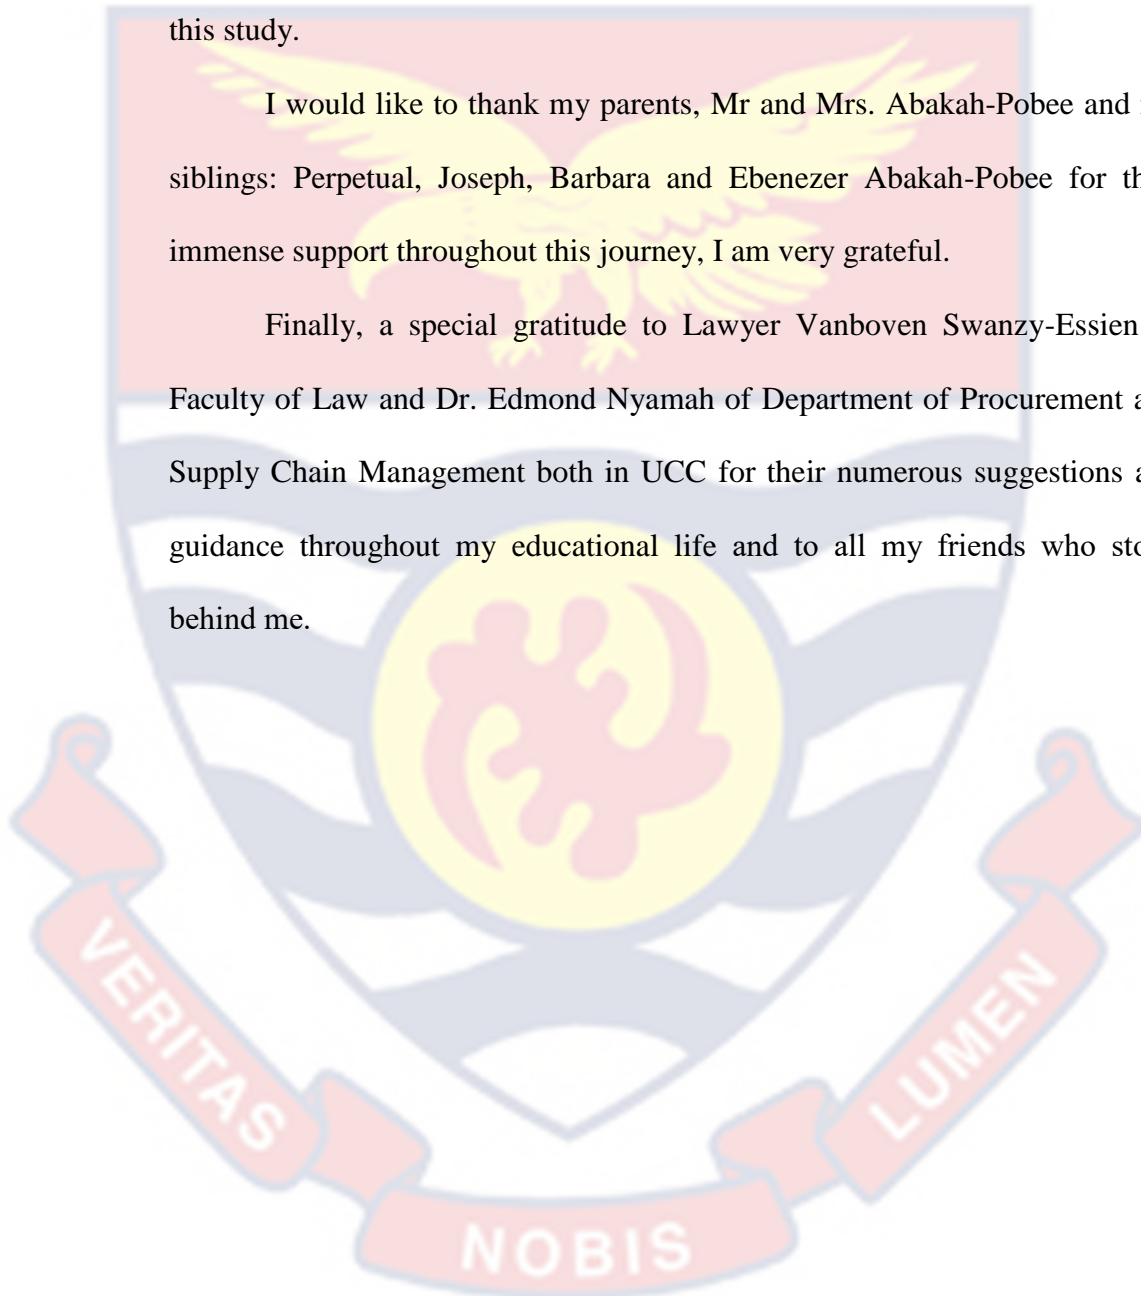 this study.
I would like to thank my parents, Mr and Mrs. Abakah-Pobee and
siblings: Perpetual, Joseph, Barbara and Ebenezer Abakah-Pobee for
immense support throughout this journey, I am very grateful.
Finally, a special gratitude to Lawyer Vanboven Swanzy-Essien
Faculty of Law and Dr. Edmond Nyamah of Department of Procurement
Supply Chain Management both in UCC for their numerous suggestions
guidance throughout my educational life and to all my friends who
behind me.
VERITAS
NOBIS
LUMEN